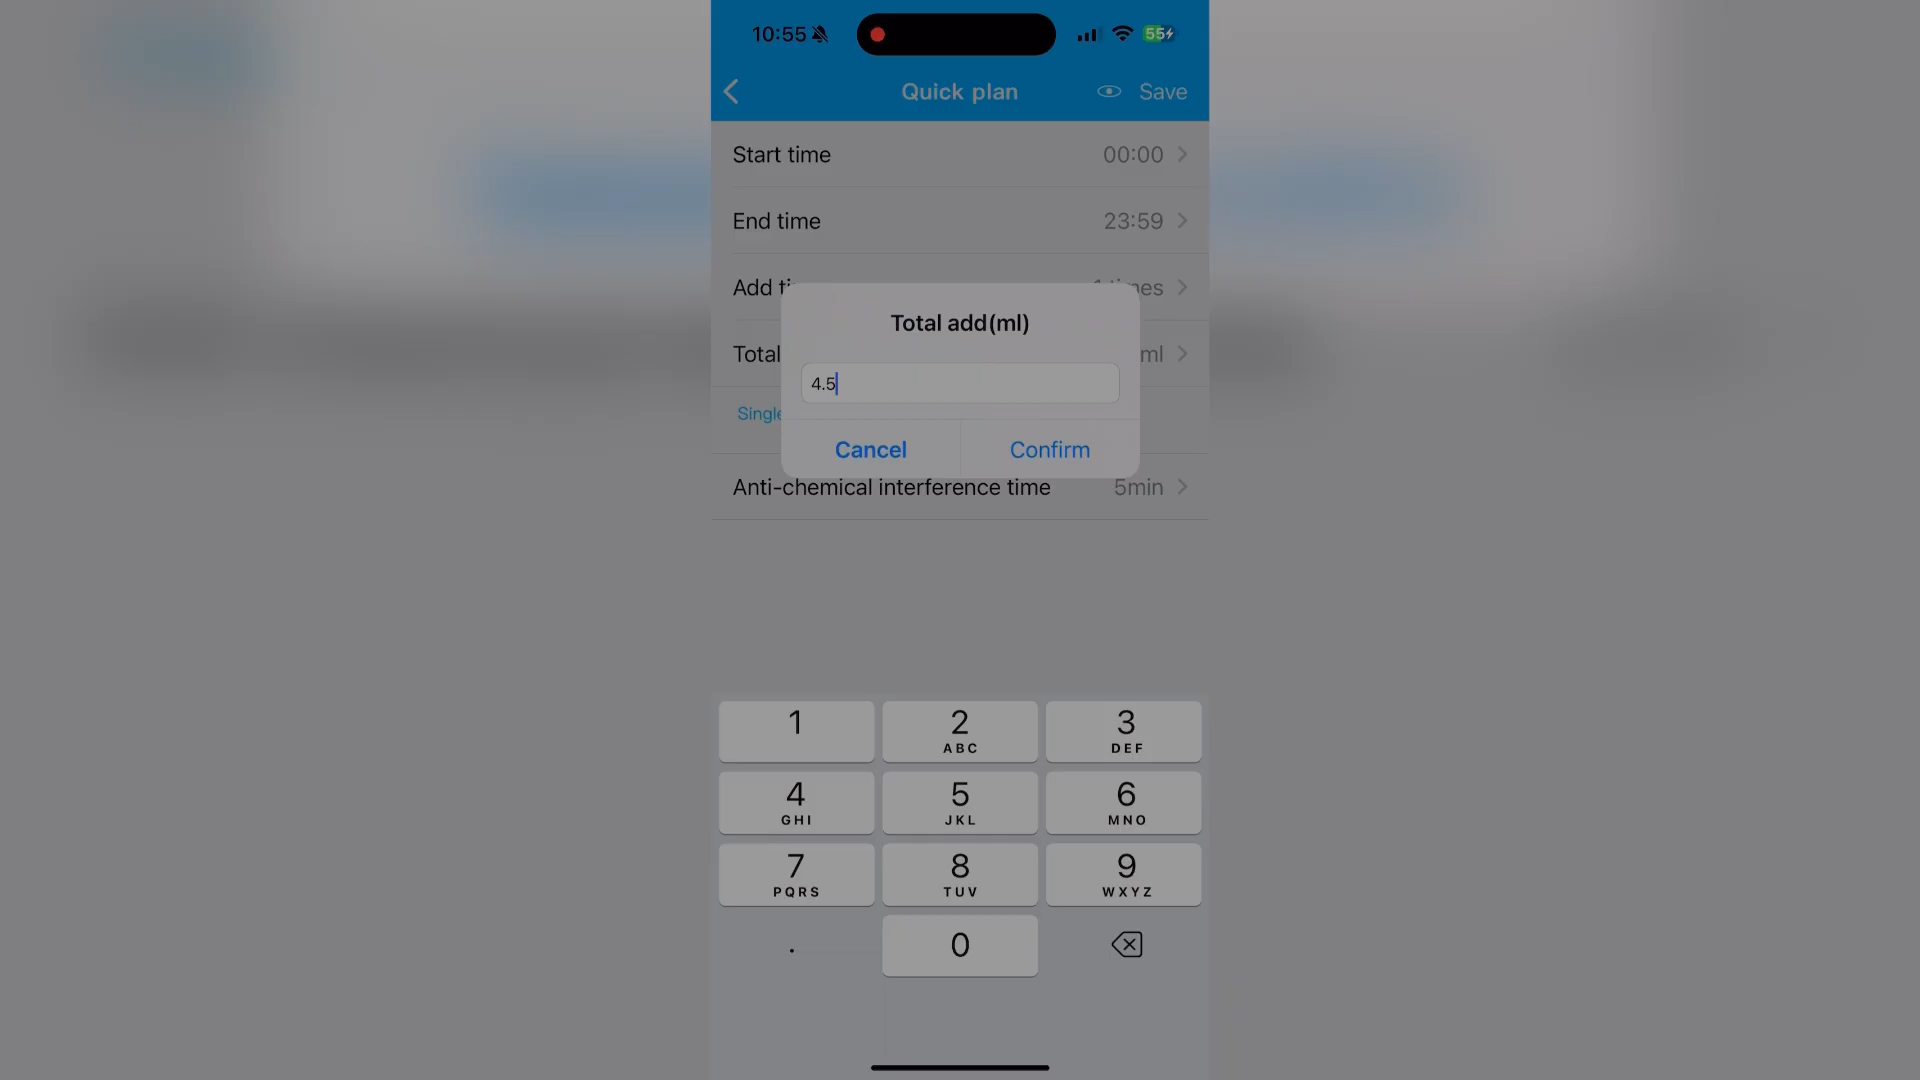 10:55 55
Quick plan Save
Start time 00:00
End time 23:59
Add times
Total add(ml)
Total ml
4.5
Single
Cancel Confirm
Anti-chemical interference time 5min
1 2 3
ABC DEF
4 5 6
GHI JKL MNO
7 8 9
PQRS TUV WXYZ
. 0